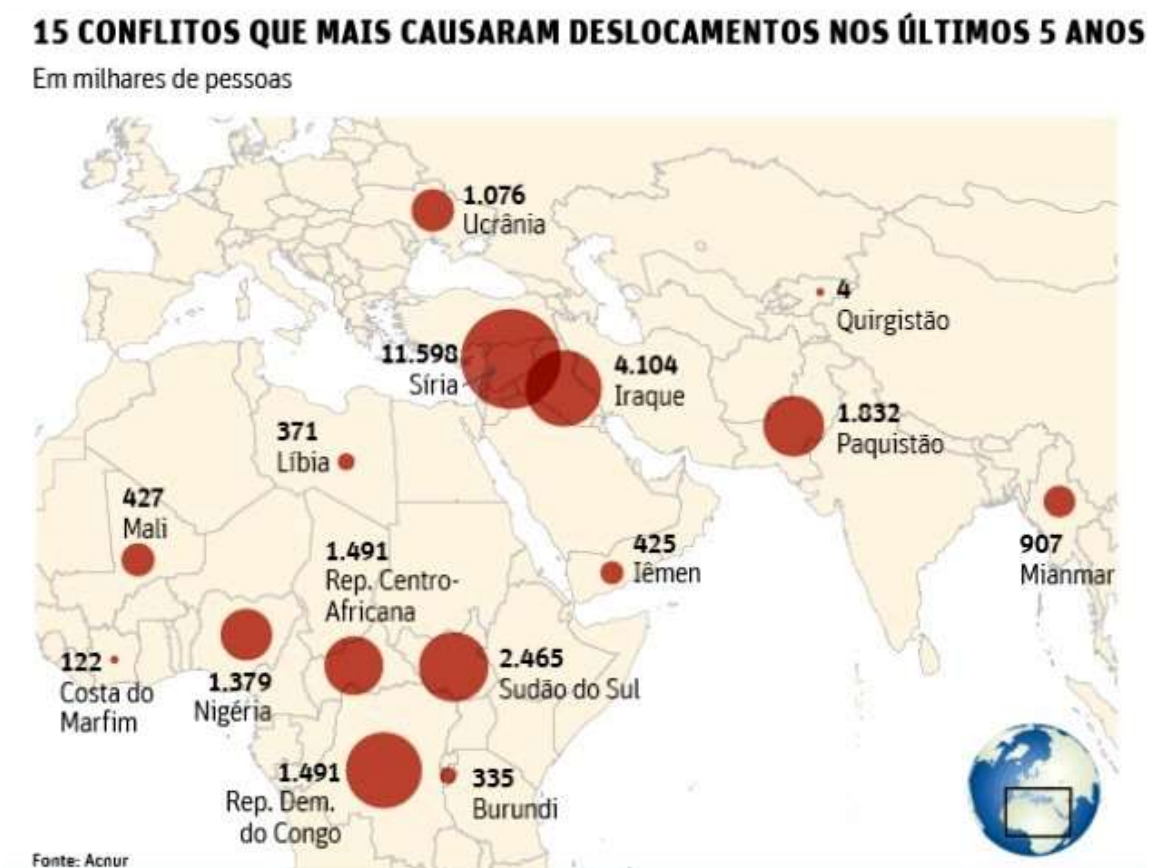 15 CONFLITOS QUE MAIS CAUSARAM DESLOCAMENTOS NOS ÚLTIMOS 5 ANOS
Em milhares de pessoas
1.076
Ucrânia
4
Quirgistão
11.598
Síria
4.104
Iraque
1.832
Paquistão
371
Líbia
427
Mali
1.491
Rep. Centro-
Africana
425
Iêmen
907
Mianmar
122
Costa do
Marfim
1.379
Nigéria
2.465
Sudão do Sul
1.491
Rep. Dem.
do Congo
335
Burundi
Fonte: Acnur